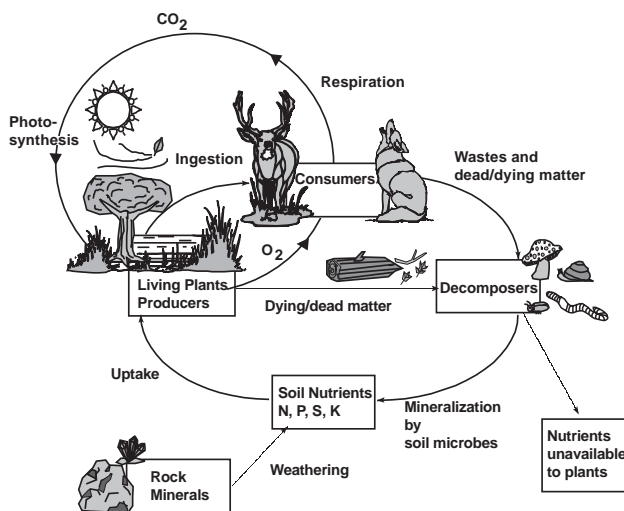 CO2
Respiration
Photo-
synthesis
Ingestion
Consumers
Wastes and
dead/dying matter
O2
Living Plants
Producers
Dying/dead matter
Decomposers
Uptake
Soil Nutrients
N, P, S, K
Mineralization
by
soil microbes
Nutrients
unavailable
to plants
Weathering
Rock
Minerals